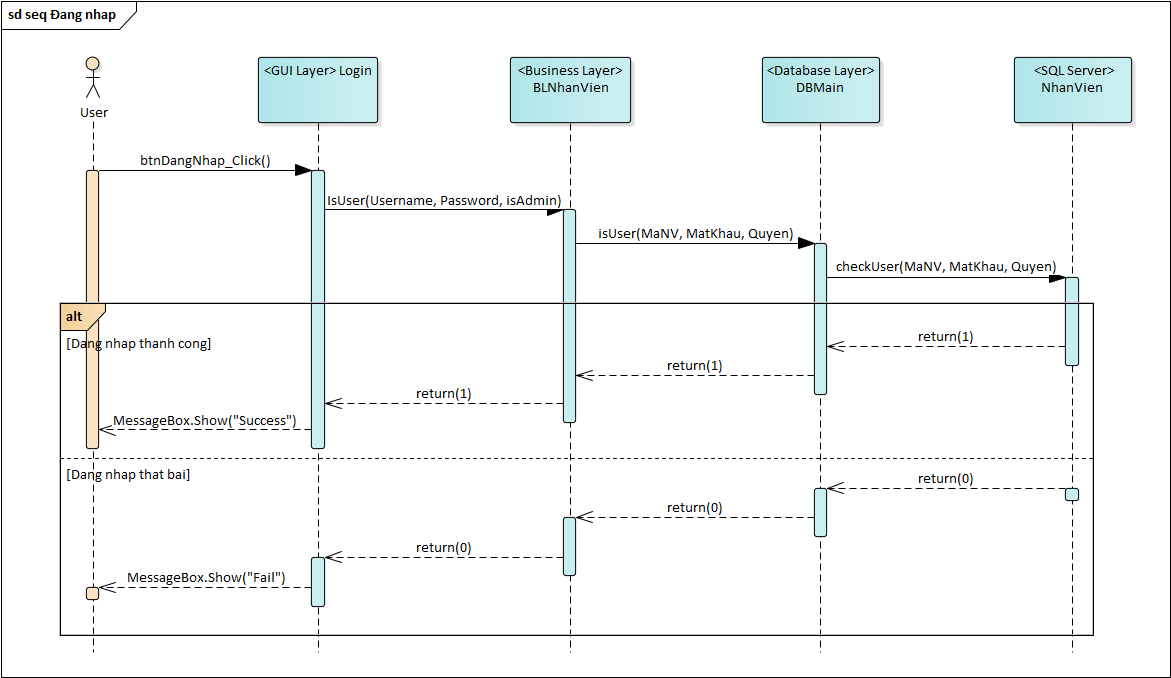 sd seq Đang nhap
User
<GUI Layer> Login
<Business Layer>
BLNhanVien
<Database Layer>
DBMain
<SQL Server>
NhanVien
btnDangNhap_Click()
IsUser(Username, Password, isAdmin)
isUser(MaNV, MatKhau, Quyen)
checkUser(MaNV, MatKhau, Quyen)
alt
[Dang nhap thanh cong]
return(1)
return(1)
return(1)
MessageBox.Show("Success")
[Dang nhap that bai]
return(0)
return(0)
return(0)
MessageBox.Show("Fail")